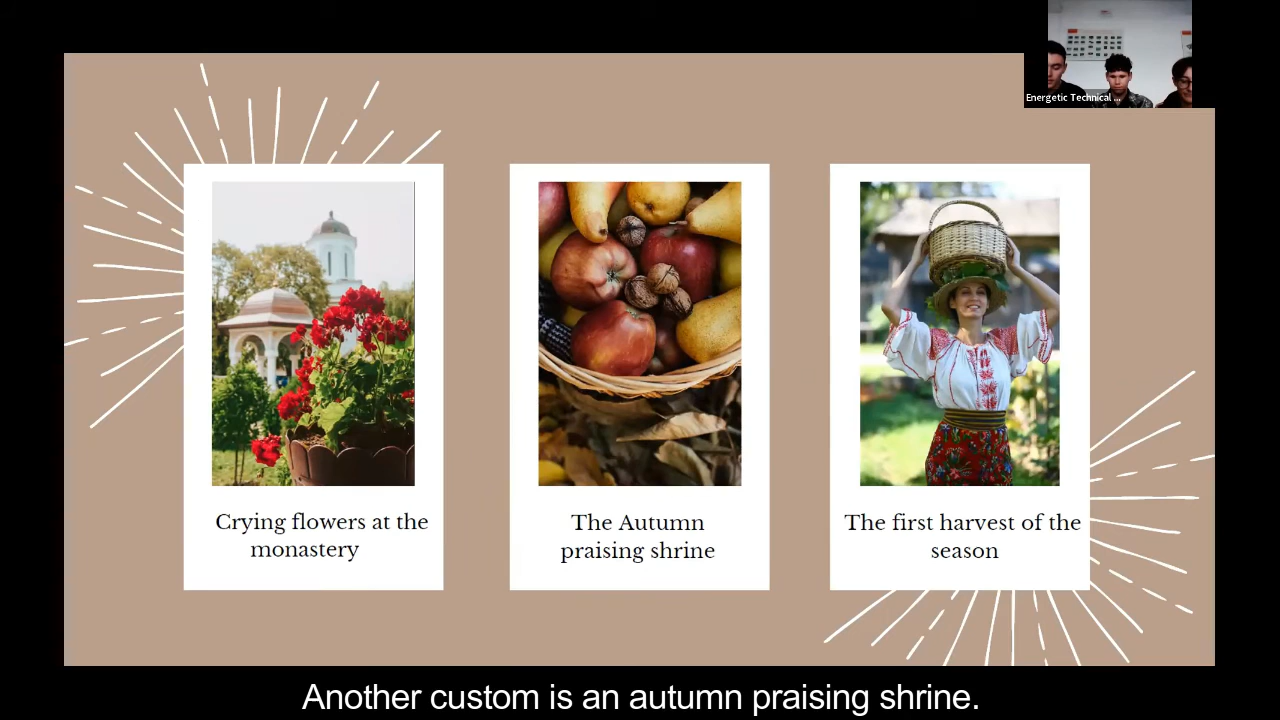 Energetic Technical ...
Crying flowers at the
monastery
The Autumn
praising shrine
The first harvest of the
season
Another custom is an autumn praising shrine.